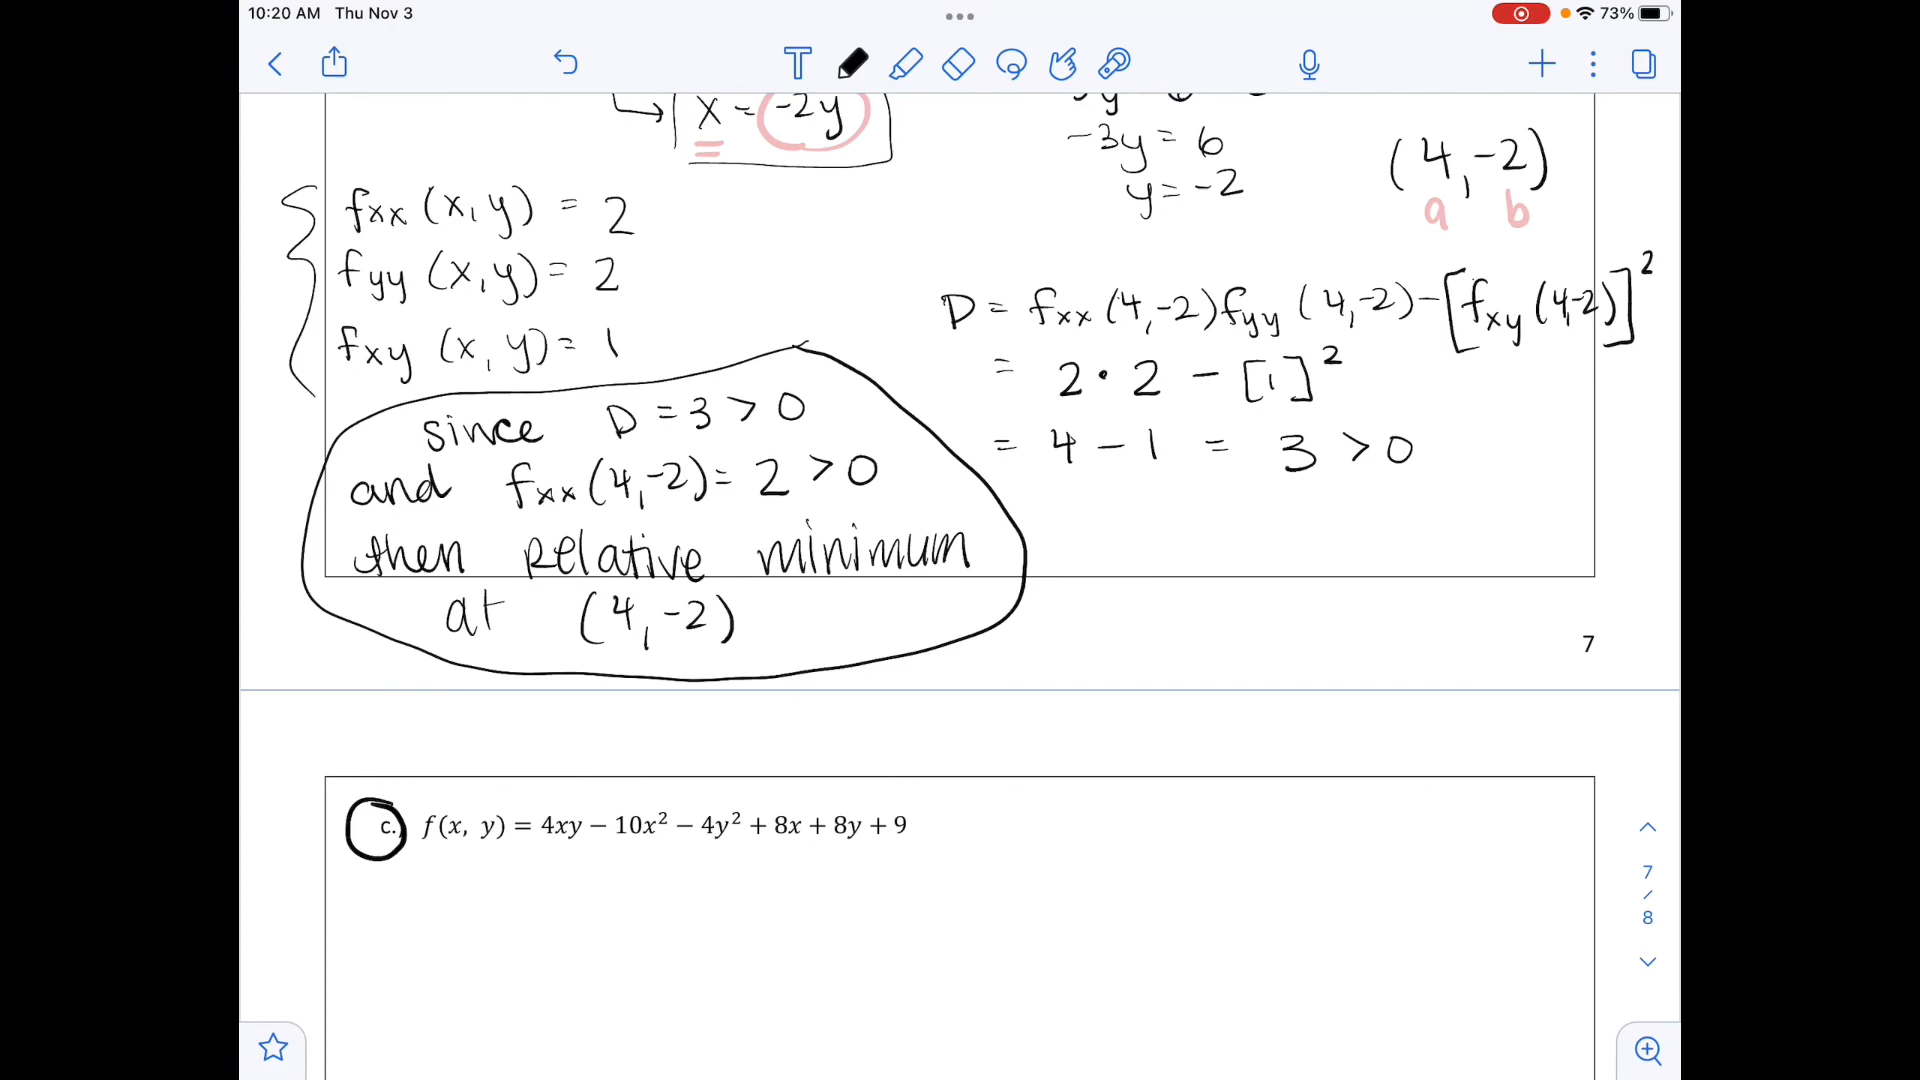 10:20 AM Thu Nov 3
73%
x = -2y
-3y = 6
y = -2
(4, -2)
a b
fxx (x, y) = 2
fyy (x, y) = 2
fxy (x, y) = 1
D = fxx (4, -2) fyy (4, -2) - [fxy (4, -2)]²
= 2 · 2 - [1]²
= 4 - 1 = 3 > 0
since D = 3 > 0
and fxx (4, -2) = 2 > 0
then relative minimum
at (4, -2)
7
c. f(x, y) = 4xy − 10x² − 4y² + 8x + 8y + 9
7
/
8